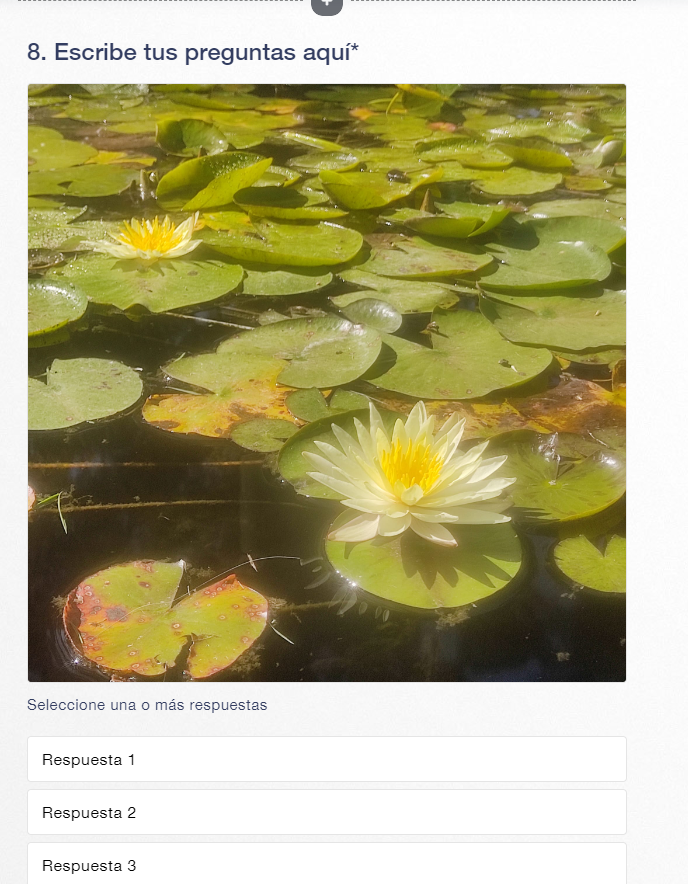 8. Escribe tus preguntas aquí*
Seleccione una o más respuestas
Respuesta 1
Respuesta 2
Respuesta 3